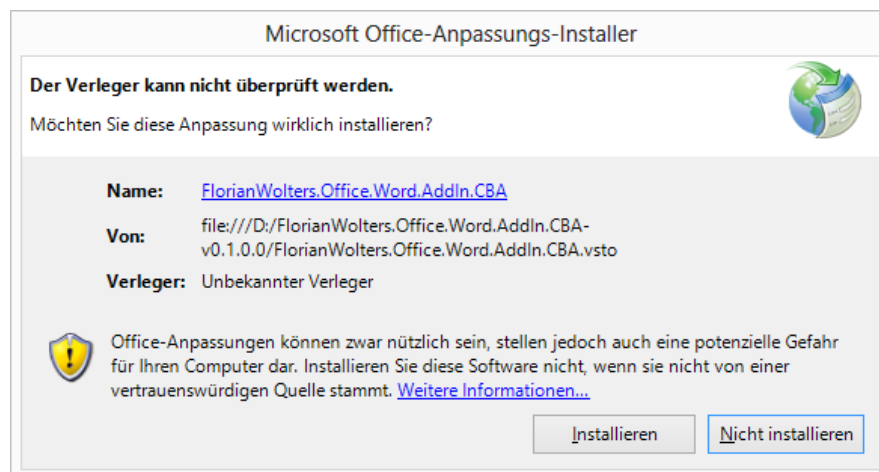 Microsoft Office-Anpassungs-Installer
Der Verleger kann nicht überprüft werden.
Möchten Sie diese Anpassung wirklich installieren?
Name: FlorianWolters.Office.Word.AddIn.CBA
Von: file:///D:/FlorianWolters.Office.Word.AddIn.CBA-
v0.1.0.0/FlorianWolters.Office.Word.AddIn.CBA.vsto
Verleger: Unbekannter Verleger
Office-Anpassungen können zwar nützlich sein, stellen jedoch auch eine potenzielle Gefahr
für Ihren Computer dar. Installieren Sie diese Software nicht, wenn sie nicht von einer
vertrauenswürdigen Quelle stammt. Weitere Informationen...
Installieren Nicht installieren